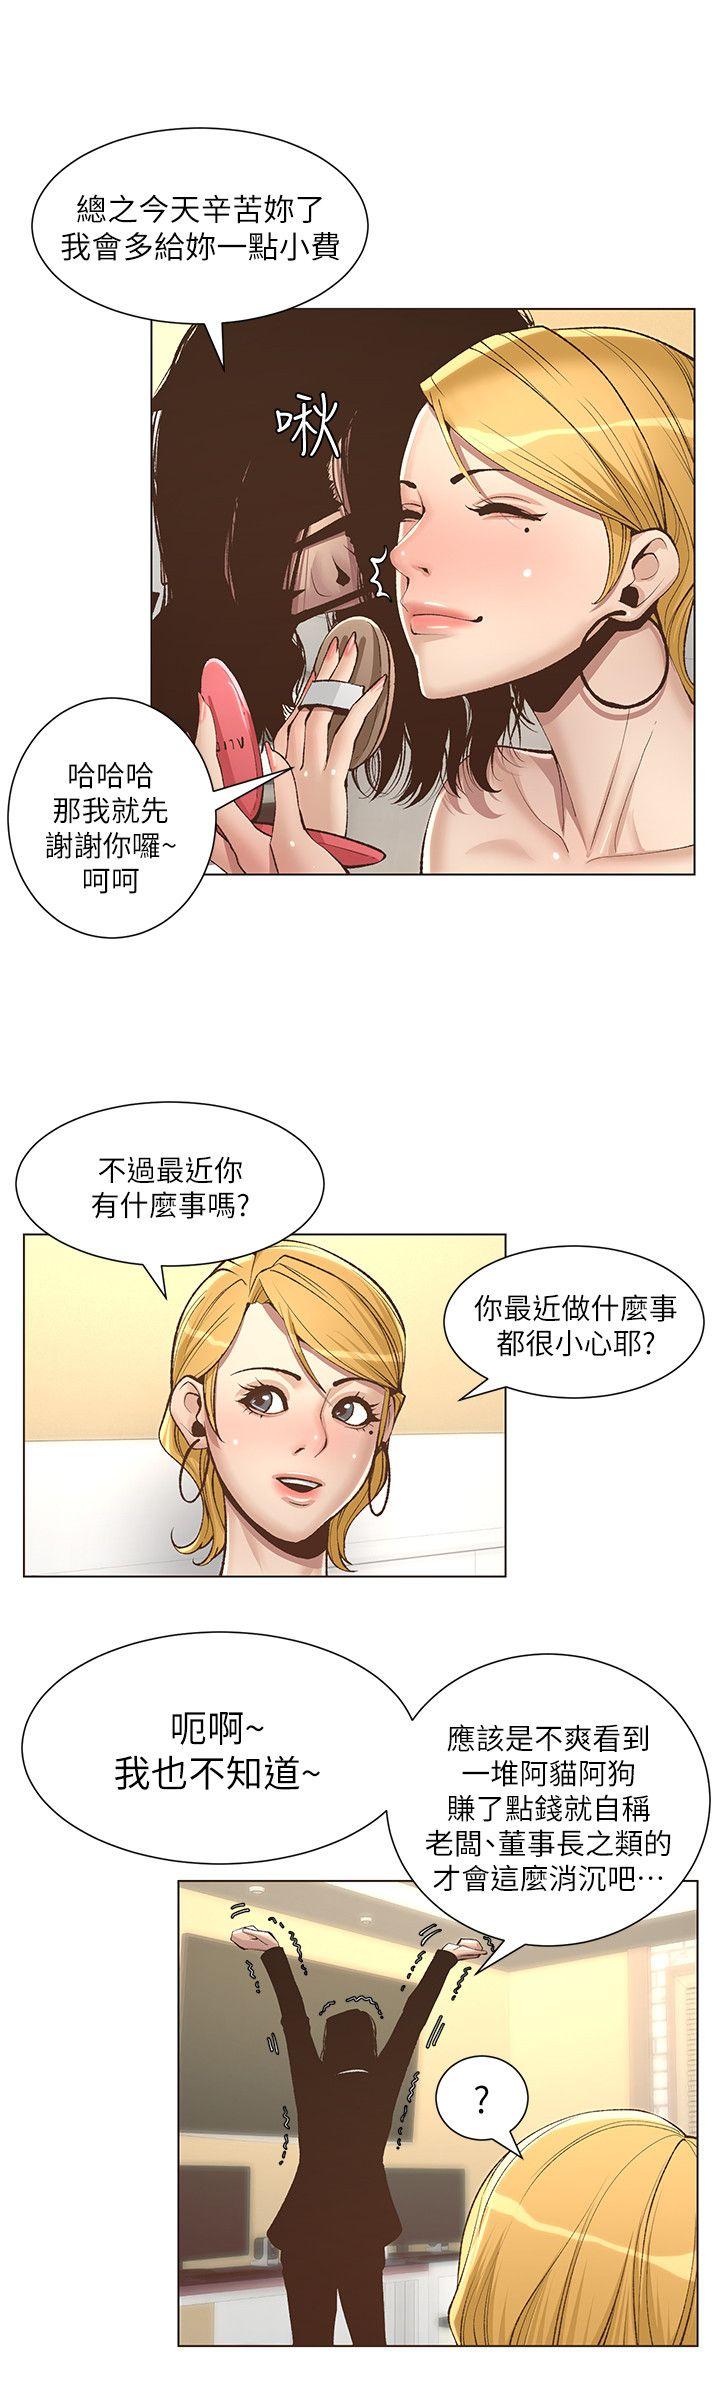 總之今天辛苦妳了
我會多給妳一點小費
啾
哈哈哈
那我就先
謝謝你囉~
呵呵
不過最近你
有什麼事嗎?
你最近做什麼事
都很小心耶?
呃啊~
我也不知道~
應該是不爽看到
一堆阿貓阿狗
賺了點錢就自稱
老闆、董事長之類的
才會這麼消沉吧…
?